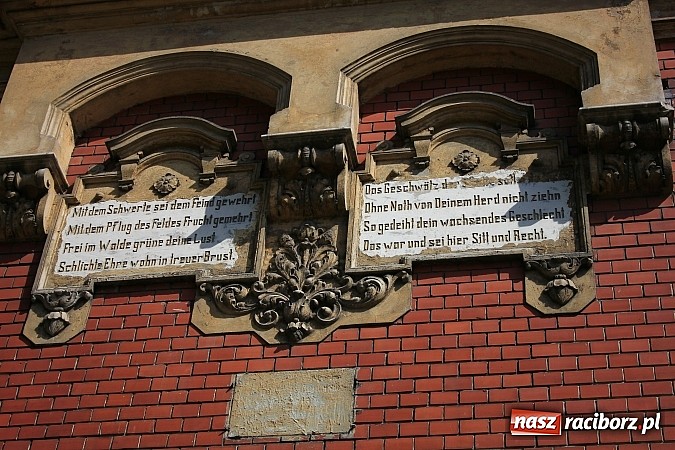 Mit dem Schwerte sei dem Feind gewehrt
Mit dem Pflug des Feldes Frucht gemehrt
Frei im Walde grüne deine Lust
Schlichte Ehre wohn in treuer Brust.
Das Geschwätz der
Ohne Noth von Deinem Herd nicht ziehn
So gedeiht dein wachsendes Geschlecht
Das war und sei hier Sitt und Recht.
nasz raciborz.pl